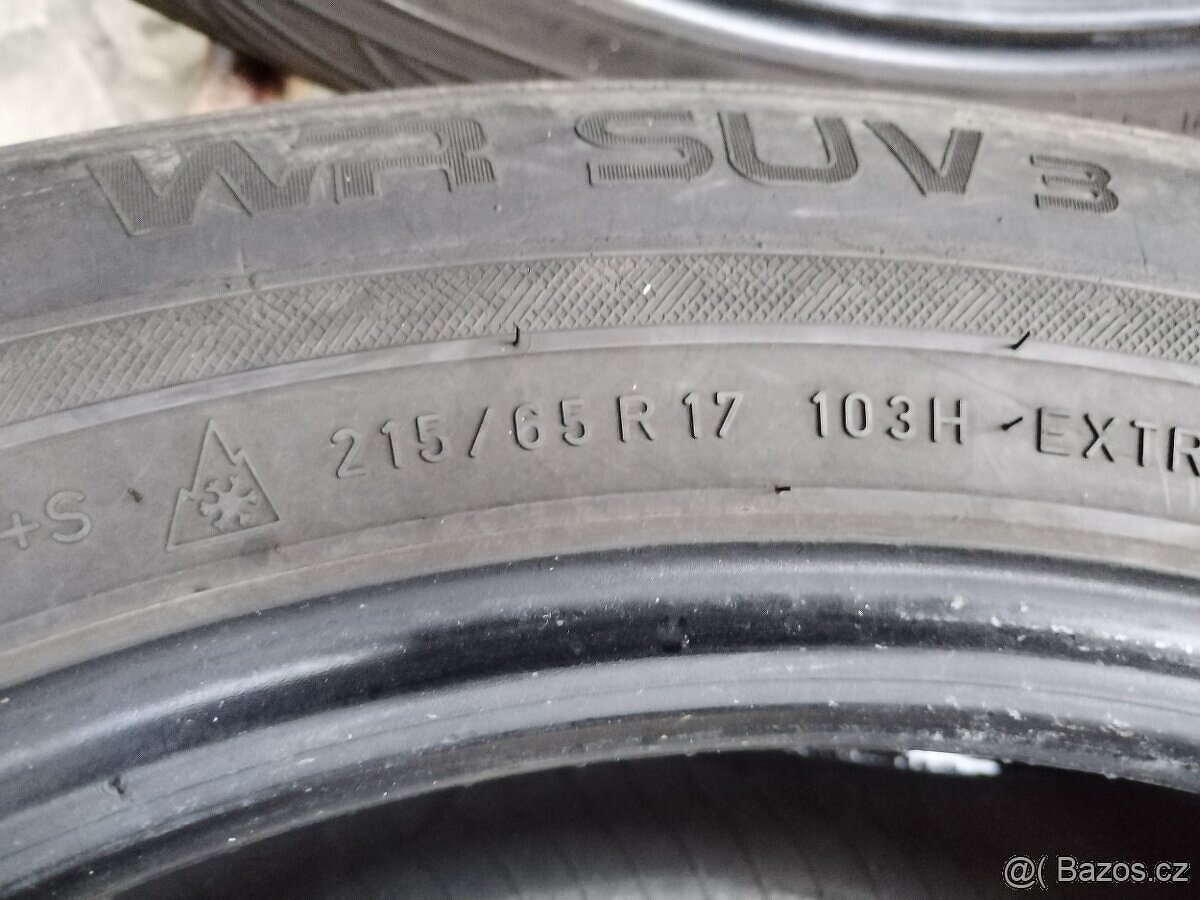 WR SUV 3
+S 215/65 R 17 103H EXTR
@( Bazos.cz